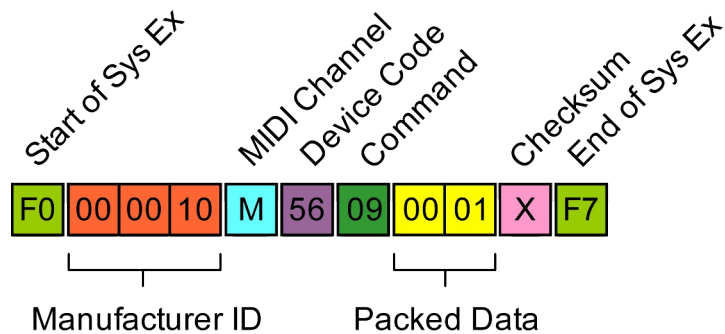 Start of Sys Ex
MIDI Channel
Device Code
Command
Checksum
End of Sys Ex
F0 00 00 10 M 56 09 00 01 X F7
Manufacturer ID
Packed Data